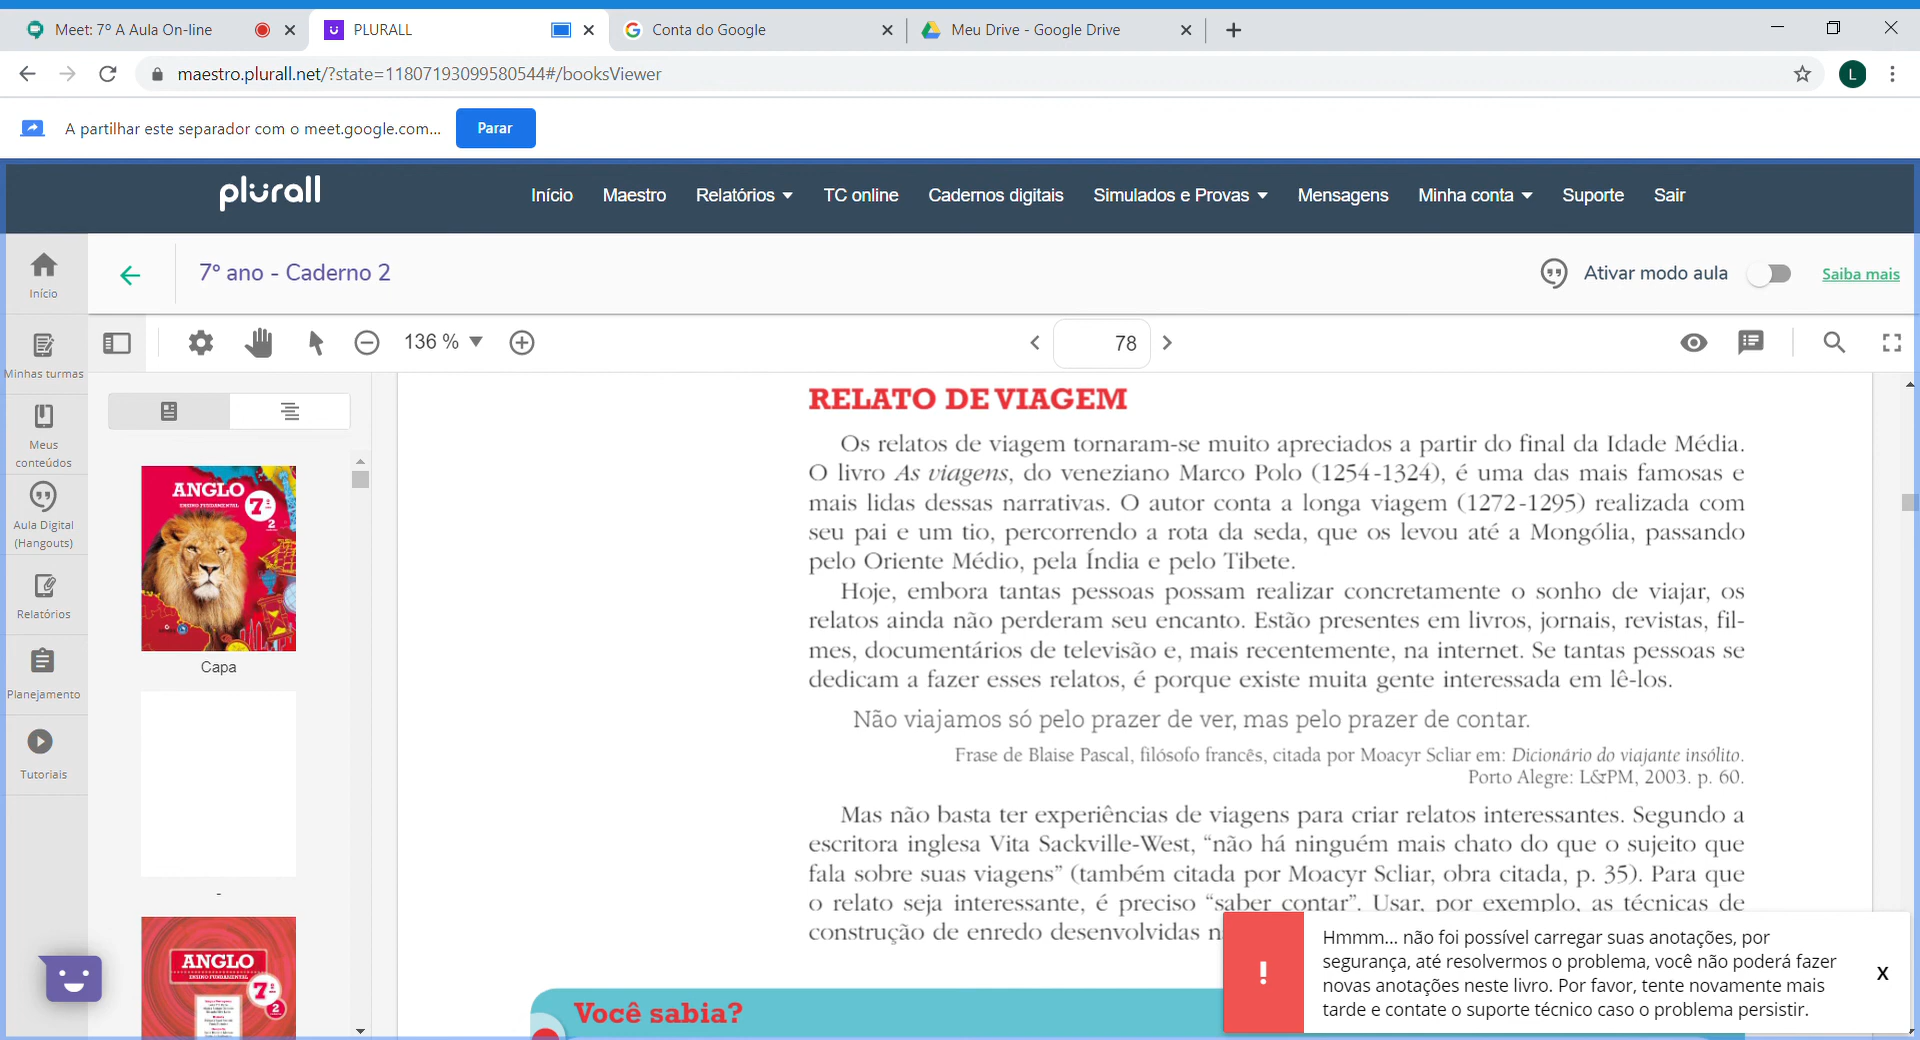 Meet: 7º A Aula On-line
PLURALL
Conta do Google
Meu Drive - Google Drive
maestro.plurall.net/?state=11807193099580544#/booksViewer
L
A partilhar este separador com o meet.google.com...
Parar
plurall
Início
Maestro
Relatórios
TC online
Cadernos digitais
Simulados e Provas
Mensagens
Minha conta
Suporte
Sair
Início
Minhas turmas
Meus
conteúdos
Aula Digital
(Hangouts)
Relatórios
Planejamento
Tutoriais
7º ano - Caderno 2
Ativar modo aula
Saiba mais
136 %
78
ANGLO
ENSINO FUNDAMENTAL
7º
2
Capa
-
ANGLO
ENSINO FUNDAMENTAL
7º
2
RELATO DE VIAGEM
Os relatos de viagem tornaram-se muito apreciados a partir do final da Idade Média.
O livro As viagens, do veneziano Marco Polo (1254-1324), é uma das mais famosas e
mais lidas dessas narrativas. O autor conta a longa viagem (1272-1295) realizada com
seu pai e um tio, percorrendo a rota da seda, que os levou até a Mongólia, passando
pelo Oriente Médio, pela Índia e pelo Tibete.
Hoje, embora tantas pessoas possam realizar concretamente o sonho de viajar, os
relatos ainda não perderam seu encanto. Estão presentes em livros, jornais, revistas, fil-
mes, documentários de televisão e, mais recentemente, na internet. Se tantas pessoas se
dedicam a fazer esses relatos, é porque existe muita gente interessada em lê-los.
Não viajamos só pelo prazer de ver, mas pelo prazer de contar.
Frase de Blaise Pascal, filósofo francês, citada por Moacyr Scliar em: Dicionário do viajante insólito.
Porto Alegre: L&PM, 2003. p. 60.
Mas não basta ter experiências de viagens para criar relatos interessantes. Segundo a
escritora inglesa Vita Sackville-West, “não há ninguém mais chato do que o sujeito que
fala sobre suas viagens” (também citada por Moacyr Scliar, obra citada, p. 35). Para que
o relato seja interessante, é preciso “saber contar”. Usar, por exemplo, as técnicas de
construção de enredo desenvolvidas n
Você sabia?
!
Hmmm... não foi possível carregar suas anotações, por
segurança, até resolvermos o problema, você não poderá fazer
novas anotações neste livro. Por favor, tente novamente mais
tarde e contate o suporte técnico caso o problema persistir.
X